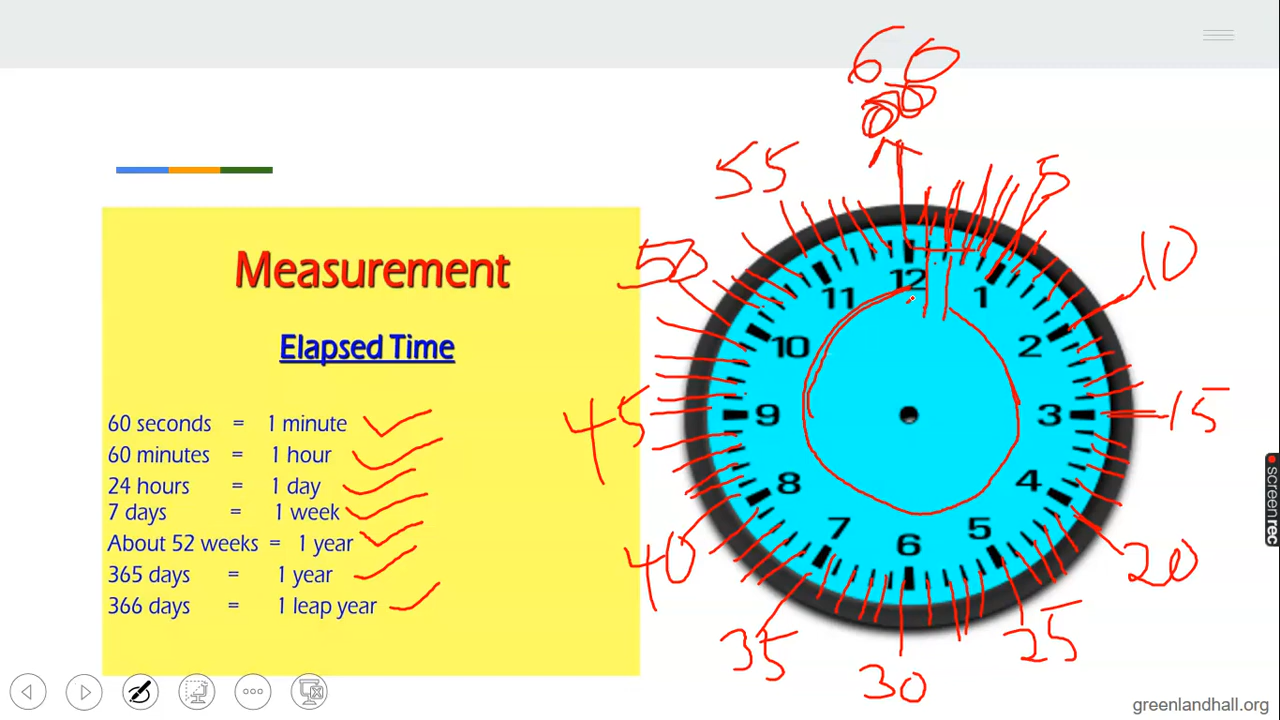 60
55
5
50
10
Measurement
12
11
1
Elapsed Time
10
2
60 seconds = 1 minute
9
3
45
15
60 minutes = 1 hour
24 hours = 1 day
8
4
7 days = 1 week
7
5
About 52 weeks = 1 year
6
40
20
365 days = 1 year
366 days = 1 leap year
35
25
30
screenrec
greenlandhall.org